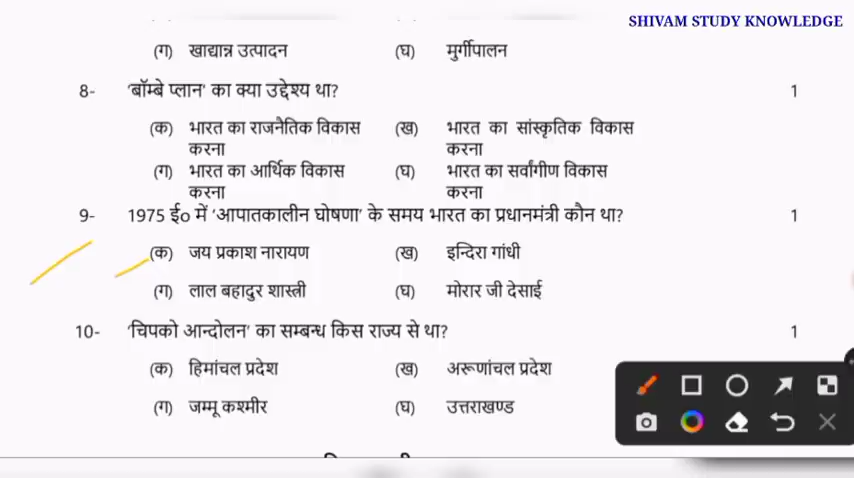 SHIVAM STUDY KNOWLEDGE
(ग) खाद्यान्न उत्पादन (घ) मुर्गीपालन
8- 'बॉम्बे प्लान' का क्या उद्देश्य था? 1
(क) भारत का राजनैतिक विकास (ख) भारत का सांस्कृतिक विकास
करना करना
(ग) भारत का आर्थिक विकास (घ) भारत का सर्वांगीण विकास
करना करना
9- 1975 ई० में 'आपातकालीन घोषणा' के समय भारत का प्रधानमंत्री कौन था? 1
(क) जय प्रकाश नारायण (ख) इन्दिरा गांधी
(ग) लाल बहादुर शास्त्री (घ) मोरार जी देसाई
10- 'चिपको आन्दोलन' का सम्बन्ध किस राज्य से था? 1
(क) हिमांचल प्रदेश (ख) अरूणांचल प्रदेश
(ग) जम्मू कश्मीर (घ) उत्तराखण्ड